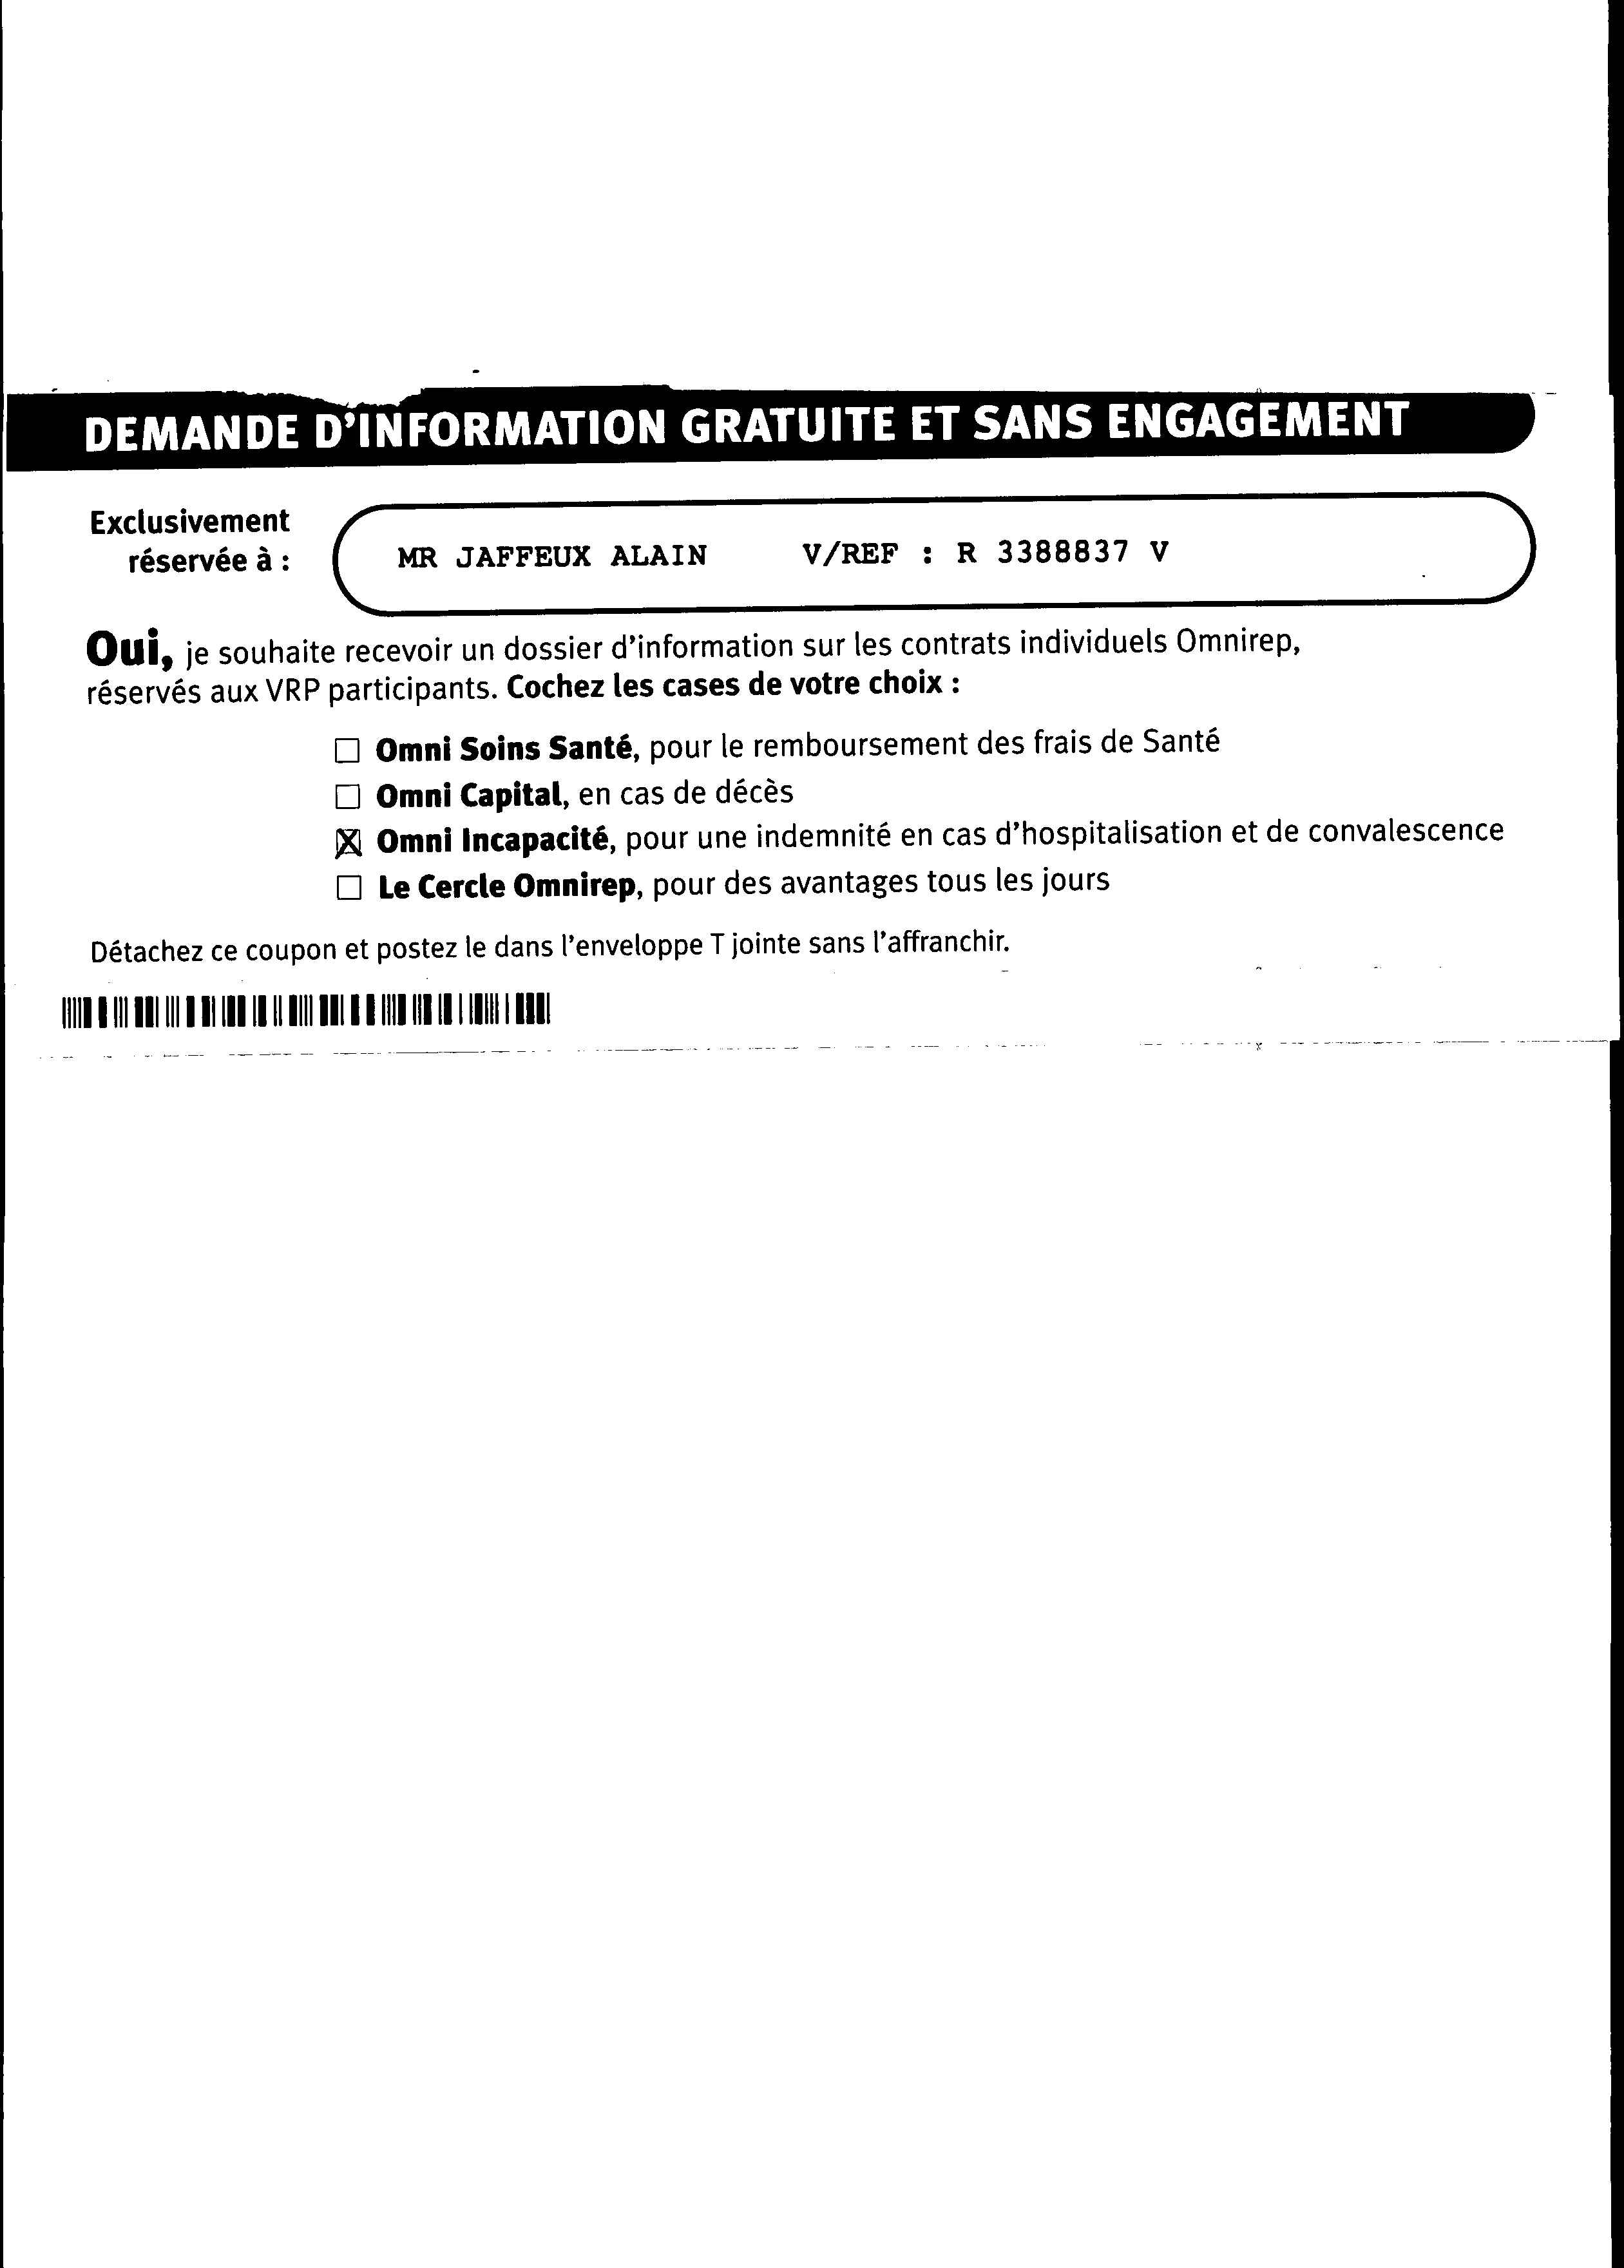 DEMANDE D'INFORMATION GRATUITE ET SANS ENGAGEMENT
Exclusivement
réservée à :
MR JAFFEUX ALAIN V/REF : R 3388837 V
Oui, je souhaite recevoir un dossier d'information sur les contrats individuels Omnirep,
réservés aux VRP participants. Cochez les cases de votre choix :
☐ Omni Soins Santé, pour le remboursement des frais de Santé
☐ Omni Capital, en cas de décès
☒ Omni Incapacité, pour une indemnité en cas d'hospitalisation et de convalescence
☐ Le Cercle Omnirep, pour des avantages tous les jours
Détachez ce coupon et postez le dans l'enveloppe T jointe sans l'affranchir.